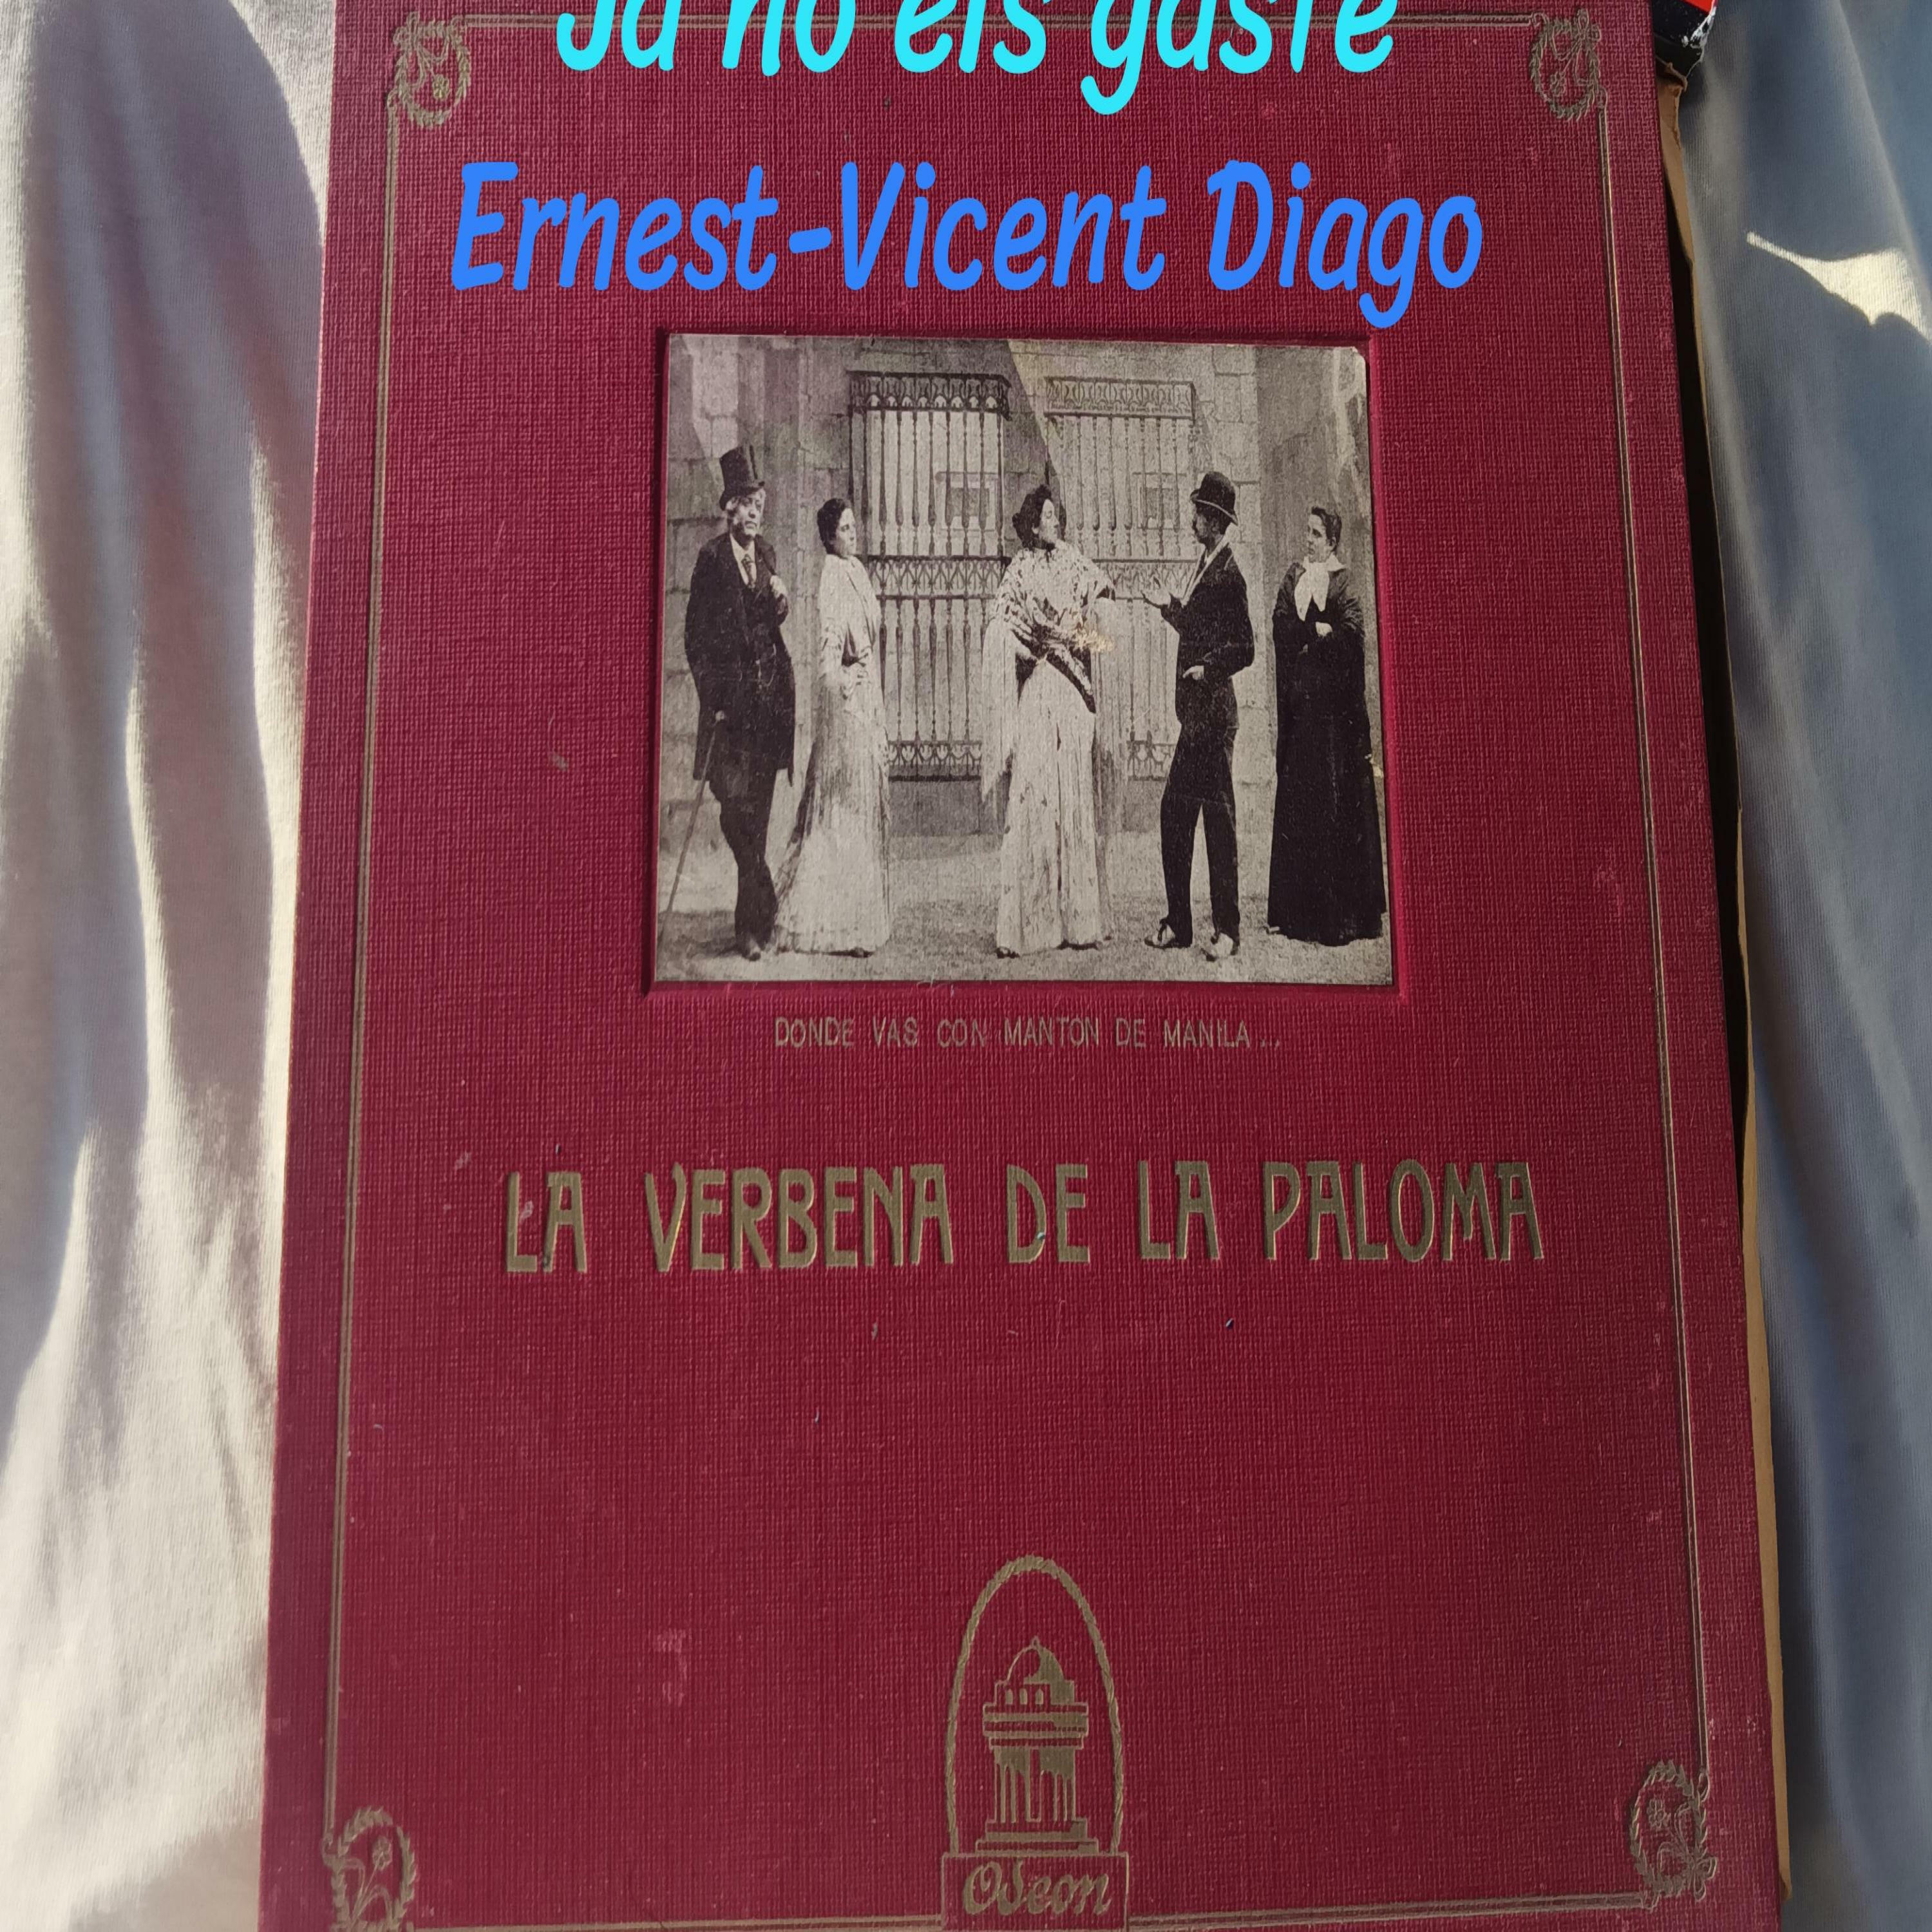 Ja no els gaste
Ernest-Vicent Diago
DONDE VAS CON MANTON DE MANILA...
LA VERBENA DE LA PALOMA
Odeon